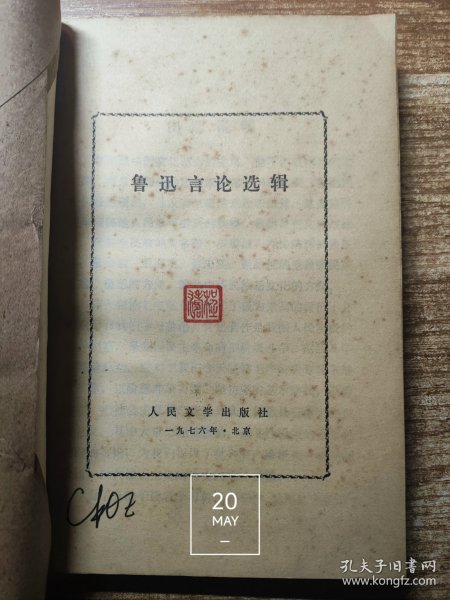 鲁迅言论选辑
人民文学出版社
一九七六年·北京
20
MAY
孔夫子旧书网
www.kongfz.com